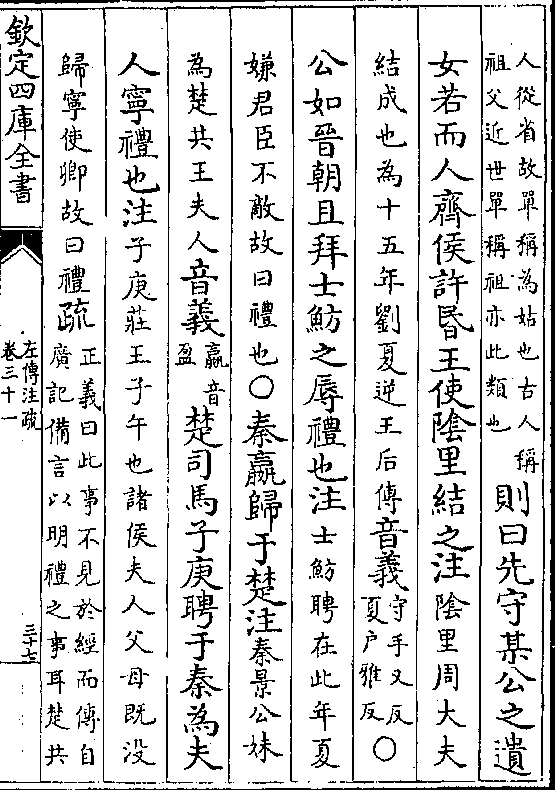 人從省故單稱為姑也古人稱
祖父近世單稱祖亦此類也
則曰先守某公之遺
女若而人齊侯許昬王使陰里結之注陰里周大夫
結成也為十五年劉夏逆王后傳音義守手又反
夏户雅反〇
公如晉朝且拜士魴之辱禮也注士魴聘在此年夏
嫌君臣不敵故曰禮也〇秦嬴歸于楚注秦景公妹
為楚共王夫人音義嬴音
盈楚司馬子庚聘于秦為夫
人寧禮也注子庚莊王子午也諸侯夫人父母既没
歸寧使卿故曰禮疏正義曰此事不見於經而傳自
廣記備言以明禮之事耳楚共
欽定四庫全書
左傳注疏
卷三十一
三十七